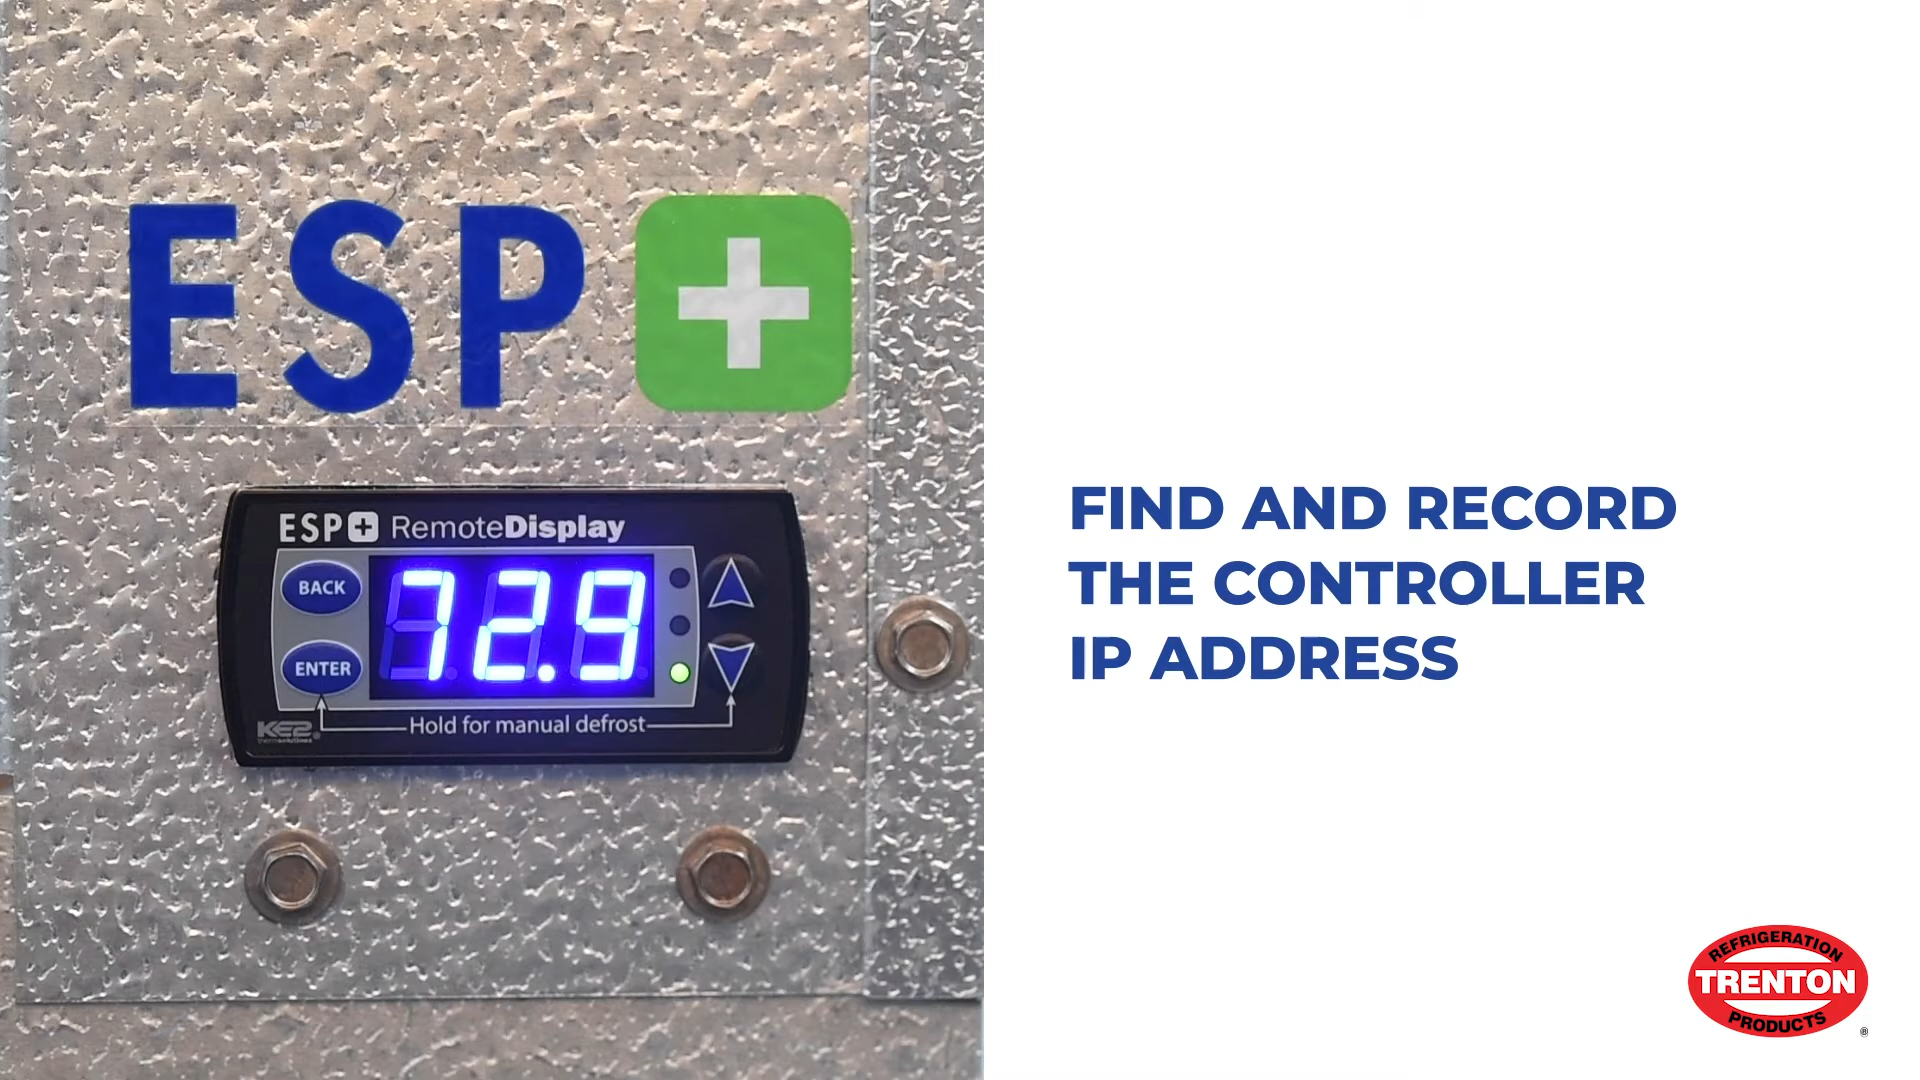 ESP+
ESP+ RemoteDisplay
BACK
72.9
ENTER
Hold for manual defrost
KE2
FIND AND RECORD
THE CONTROLLER
IP ADDRESS
REFRIGERATION
TRENTON
PRODUCTS
®